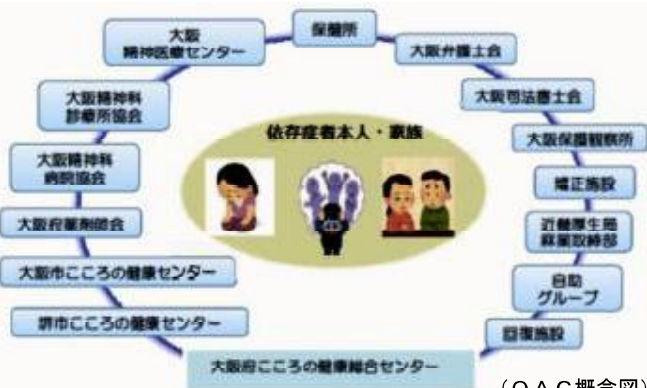 保健所
大阪
精神医療センター
大阪弁護士会
大阪司法書士会
大阪精神科
診療所協会
依存症者本人・家族
大阪保護観察所
大阪精神科
病院協会
矯正施設
大阪府薬剤師会
近畿厚生局
麻薬取締部
大阪市こころの健康センター
自助
グループ
堺市こころの健康センター
回復施設
大阪府こころの健康総合センター
（ＯＡＣ概念図）